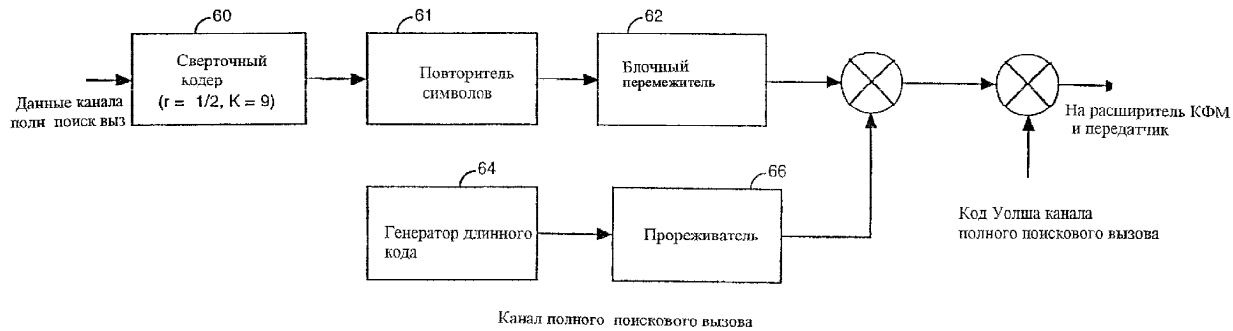 60
61
62
Сверточный
кодер
(r = 1/2, K = 9)
Повторитель
символов
Блочный
перемежитель
Данные канала
полн поиск выз
На расширитель КФМ
и передатчик
64
66
Генератор длинного
кода
Прореживатель
Код Уолша канала
полного поискового вызова
Канал полного поискового вызова